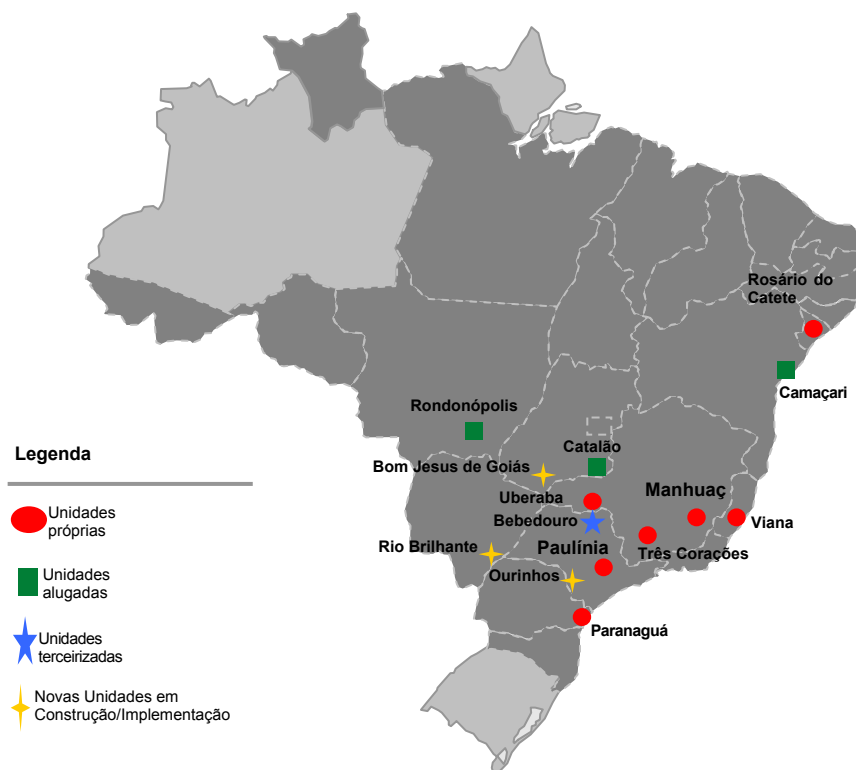 Rosário do
Catete
Camaçari
Rondonópolis
Catalão
Legenda
Bom Jesus de Goiás
Manhuaç
Uberaba
Unidades
próprias
Bebedouro
Viana
Rio Brilhante
Paulínia
Três Corações
Ourinhos
Unidades
alugadas
Paranaguá
Unidades
terceirizadas
Novas Unidades em
Construção/Implementação